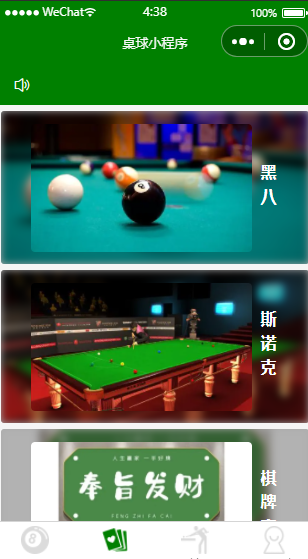 WeChat
4:38
100%
桌球小程序
黑八
斯诺克
人生赢家 一手好牌
奉旨发财
FENG ZHI FA CAI
棋牌